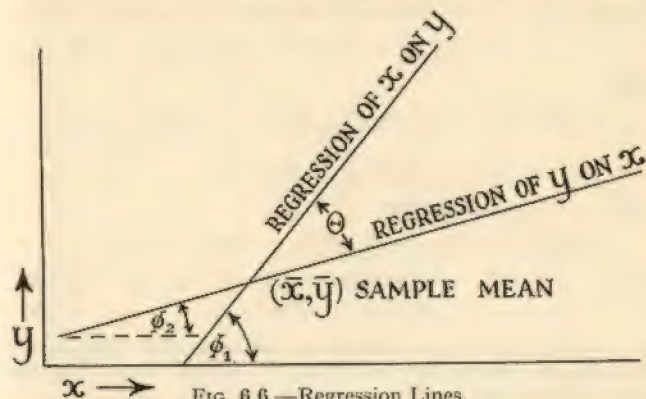 REGRESSION OF x ON y
REGRESSION OF y ON x
Θ
(x̄, ȳ) SAMPLE MEAN
ϕ₂
ϕ₁
y
x
FIG. 6.6.—Regression Lines.